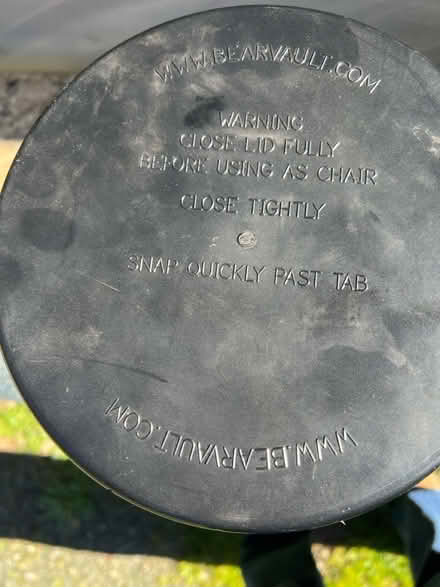 WWW.BEARVAULT.COM
WARNING
CLOSE LID FULLY
BEFORE USING AS CHAIR
CLOSE TIGHTLY
SNAP QUICKLY PAST TAB
WWW.BEARVAULT.COM